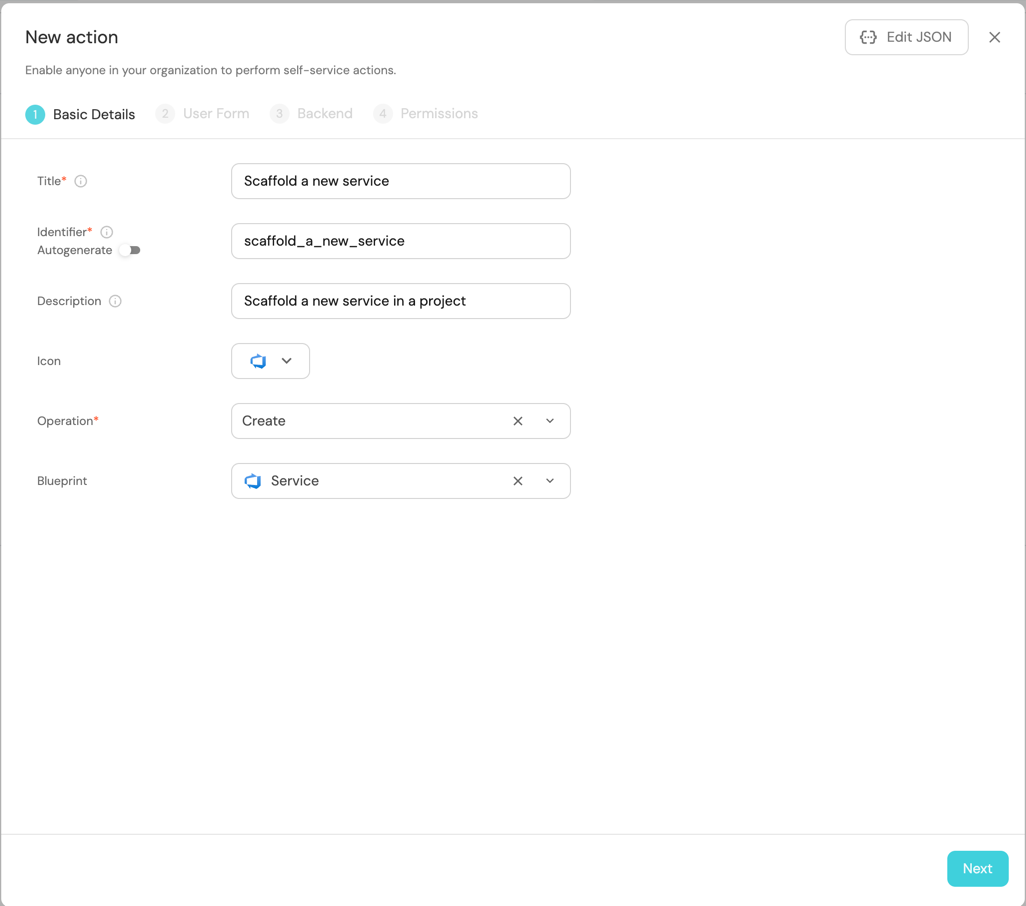 New action
Edit JSON
Enable anyone in your organization to perform self-service actions.
1 Basic Details 2 User Form 3 Backend 4 Permissions
Title* Scaffold a new service
Identifier*
Autogenerate
scaffold_a_new_service
Description Scaffold a new service in a project
Icon
Operation* Create
Blueprint Service
Next